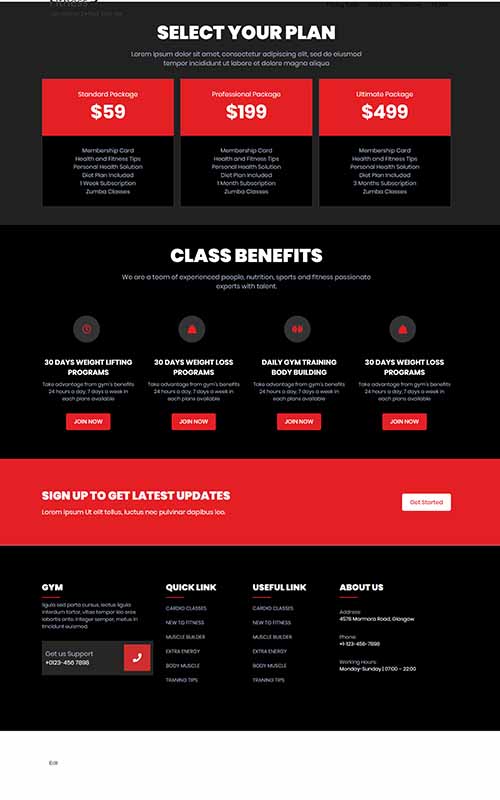 SELECT YOUR PLAN
Lorem ipsum dolor sit amet, consectetur adipiscing elit, sed do eiusmod
tempor incididunt ut labore et dolore magna aliqua
Standard Package
$59
Membership Card
Health and Fitness Tips
Personal Health Solution
Diet Plan Included
1 Week Subscription
Zumba Classes
Professional Package
$199
Membership Card
Health and Fitness Tips
Personal Health Solution
Diet Plan Included
1 Month Subscription
Zumba Classes
Ultimate Package
$499
Membership Card
Health and Fitness Tips
Personal Health Solution
Diet Plan Included
3 Months Subscription
Zumba Classes
CLASS BENEFITS
We are a team of experienced people, nutrition, sports and fitness passionate
experts with talent.
30 DAYS WEIGHT LIFTING
PROGRAMS
Take advantage from gym's benefits
24 hours a day, 7 days a week in
each plans available
JOIN NOW
30 DAYS WEIGHT LOSS
PROGRAMS
Take advantage from gym's benefits
24 hours a day, 7 days a week in
each plans available
JOIN NOW
DAILY GYM TRAINING
BODY BUILDING
Take advantage from gym's benefits
24 hours a day, 7 days a week in
each plans available
JOIN NOW
30 DAYS WEIGHT LOSS
PROGRAMS
Take advantage from gym's benefits
24 hours a day, 7 days a week in
each plans available
JOIN NOW
SIGN UP TO GET LATEST UPDATES
Lorem ipsum Ut elit tellus, luctus nec pulvinar dapibus leo.
Get Started
GYM
ligula sed porta cursus, lectus ligula
interdum tortor, vitae tempor leo eros
lobortis ante. Integer semper, metus in
tincidunt euismod
Get us Support
+0123-456 7898
QUICK LINK
CARDIO CLASSES
NEW TO FITNESS
MUSCLE BUILDER
EXTRA ENERGY
BODY MUSCLE
TRANING TIPS
USEFUL LINK
CARDIO CLASSES
NEW TO FITNESS
MUSCLE BUILDER
EXTRA ENERGY
BODY MUSCLE
TRANING TIPS
ABOUT US
Address:
4578 Marmora Road, Glasgow
Phone:
+1-123-456-7898
Working Hours:
Monday-Sunday | 07:00 – 22:00
Edit